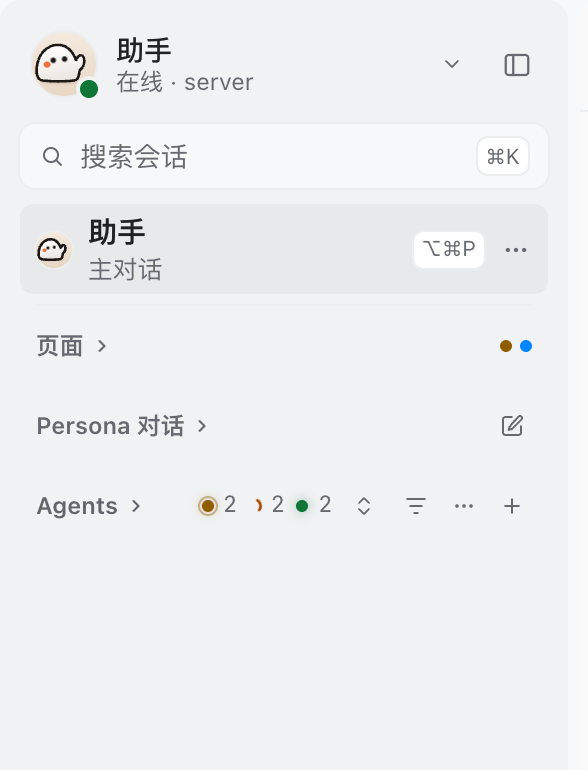 助手
在线 · server
搜索会话 ⌘K
助手
主对话 ⌥⌘P
页面
Persona 对话
Agents 2 2 2